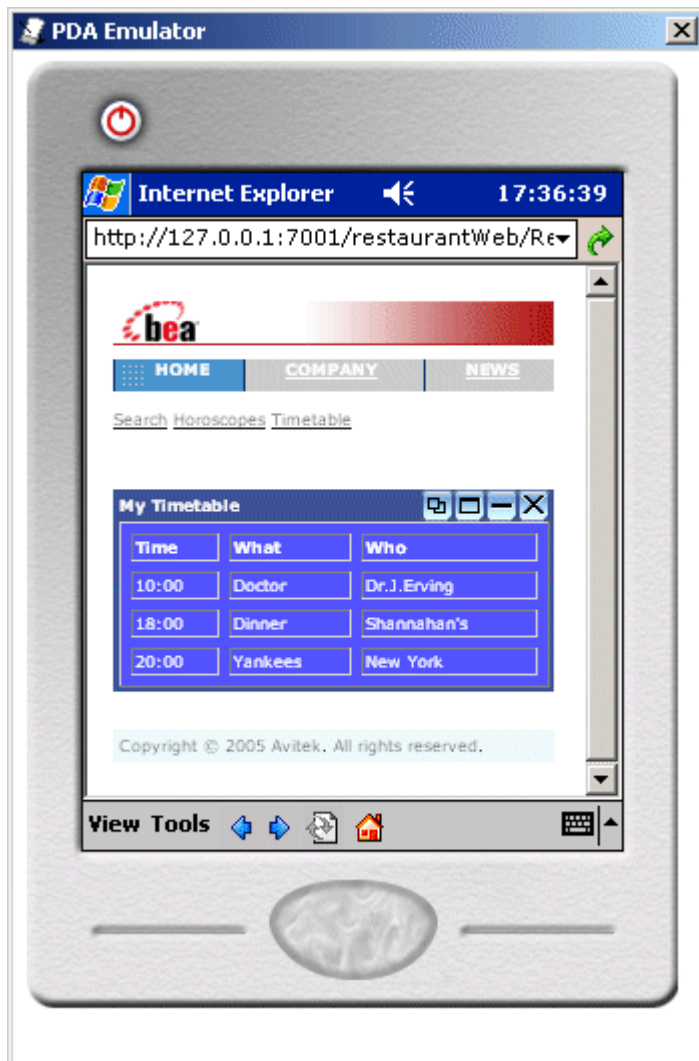 PDA Emulator
Internet Explorer 17:36:39
http://127.0.0.1:7001/restaurantWeb/Re
bea
HOME COMPANY NEWS
Search Horoscopes Timetable
My Timetable
Time What Who
10:00 Doctor Dr.J.Erving
18:00 Dinner Shannahan's
20:00 Yankees New York
Copyright © 2005 Avitek. All rights reserved.
View Tools